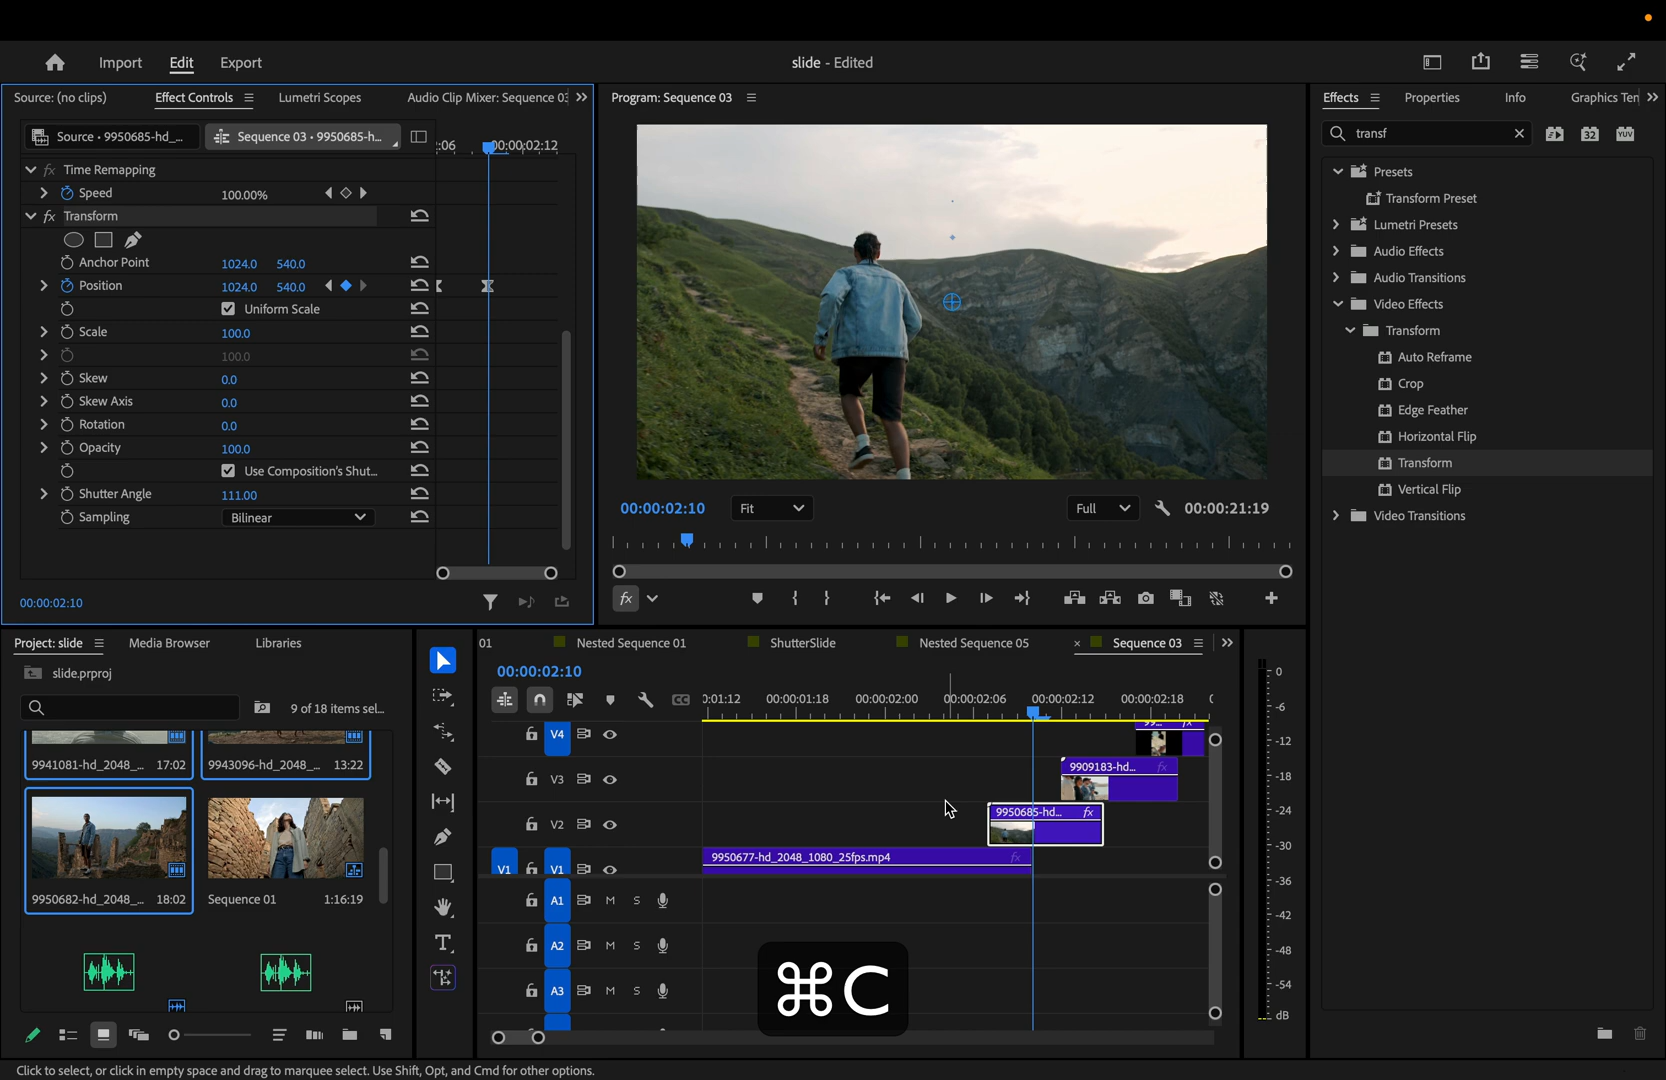 Import Edit Export
slide - Edited
Source: (no clips) Effect Controls Lumetri Scopes Audio Clip Mixer: Sequence 03
Source • 9950685-hd_... Sequence 03 • 9950685-h...
:06 00:00:02:12
fx Time Remapping
Speed 100.00%
fx Transform
Anchor Point 1024.0 540.0
Position 1024.0 540.0
Uniform Scale
Scale 100.0
100.0
Skew 0.0
Skew Axis 0.0
Rotation 0.0
Opacity 100.0
Use Composition's Shut...
Shutter Angle 111.00
Sampling Bilinear
00:00:02:10
Program: Sequence 03
00:00:02:10 Fit Full 00:00:21:19
fx
Effects Properties Info Graphics Tem
transf
32 YUV
Presets
Transform Preset
Lumetri Presets
Audio Effects
Audio Transitions
Video Effects
Transform
Auto Reframe
Crop
Edge Feather
Horizontal Flip
Transform
Vertical Flip
Video Transitions
Project: slide Media Browser Libraries
slide.prproj
9 of 18 items sel...
9941081-hd_2048_... 17:02
9943096-hd_2048_... 13:22
9950682-hd_2048_... 18:02
Sequence 01 1:16:19
01 Nested Sequence 01 ShutterSlide Nested Sequence 05 × Sequence 03
00:00:02:10
CC
0:01:12 00:00:01:18 00:00:02:00 00:00:02:06 00:00:02:12 00:00:02:18
V4 99... fx
V3 9909183-hd... fx
V2 9950685-hd... fx
V1 V1 9950677-hd_2048_1080_25fps.mp4 fx
A1 M S
A2 M S
A3 M S
⌘C
0
-6
-12
-18
-24
-30
-36
-42
-48
-54
dB
Click to select, or click in empty space and drag to marquee select. Use Shift, Opt, and Cmd for other options.